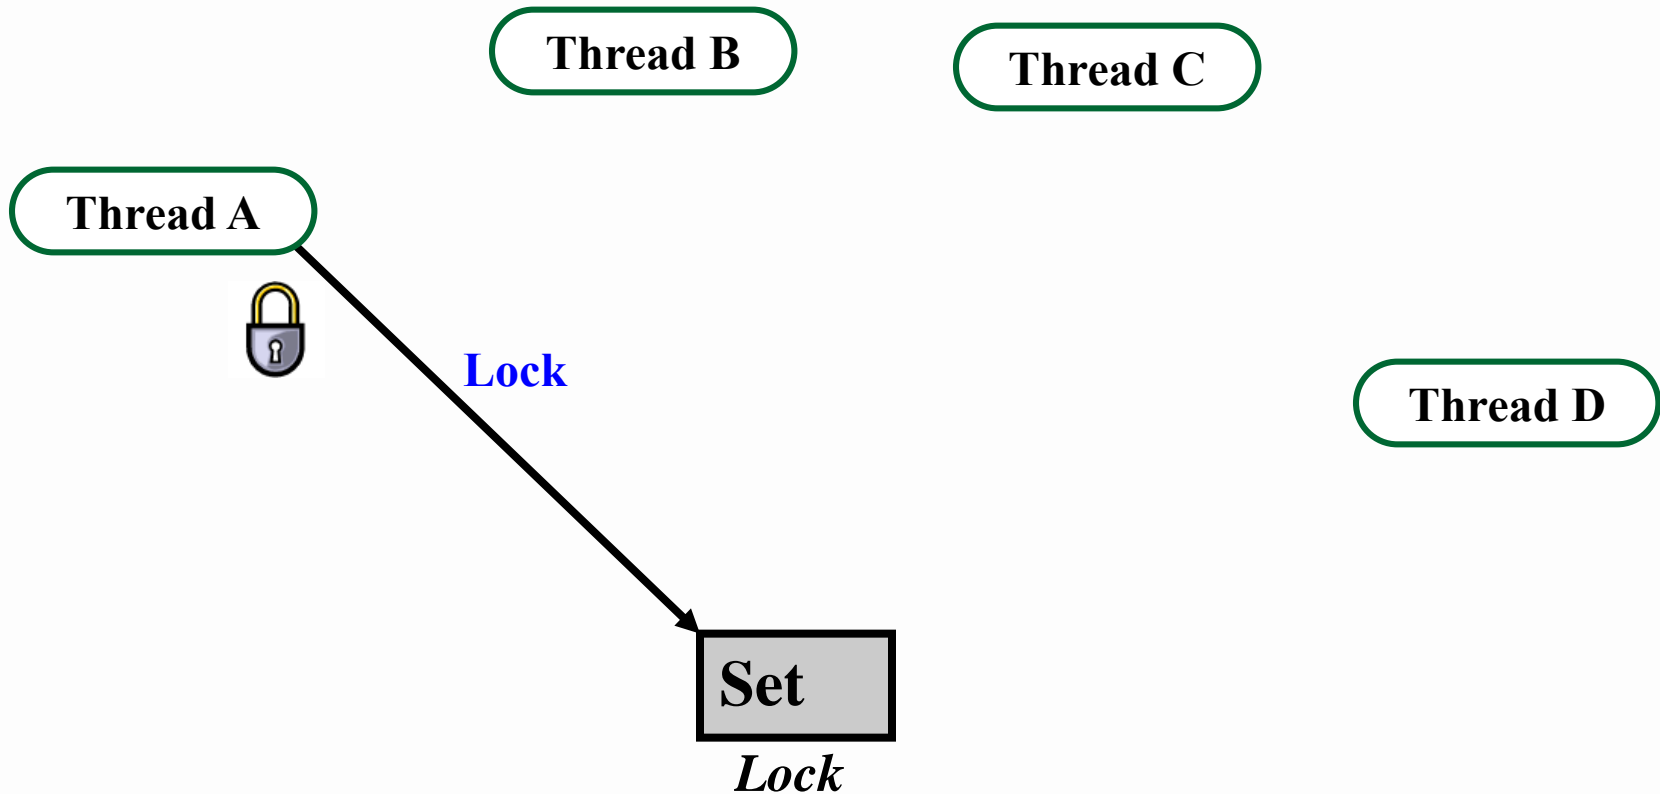 Thread B
Thread C
Thread A
Lock
Thread D
Set
Lock